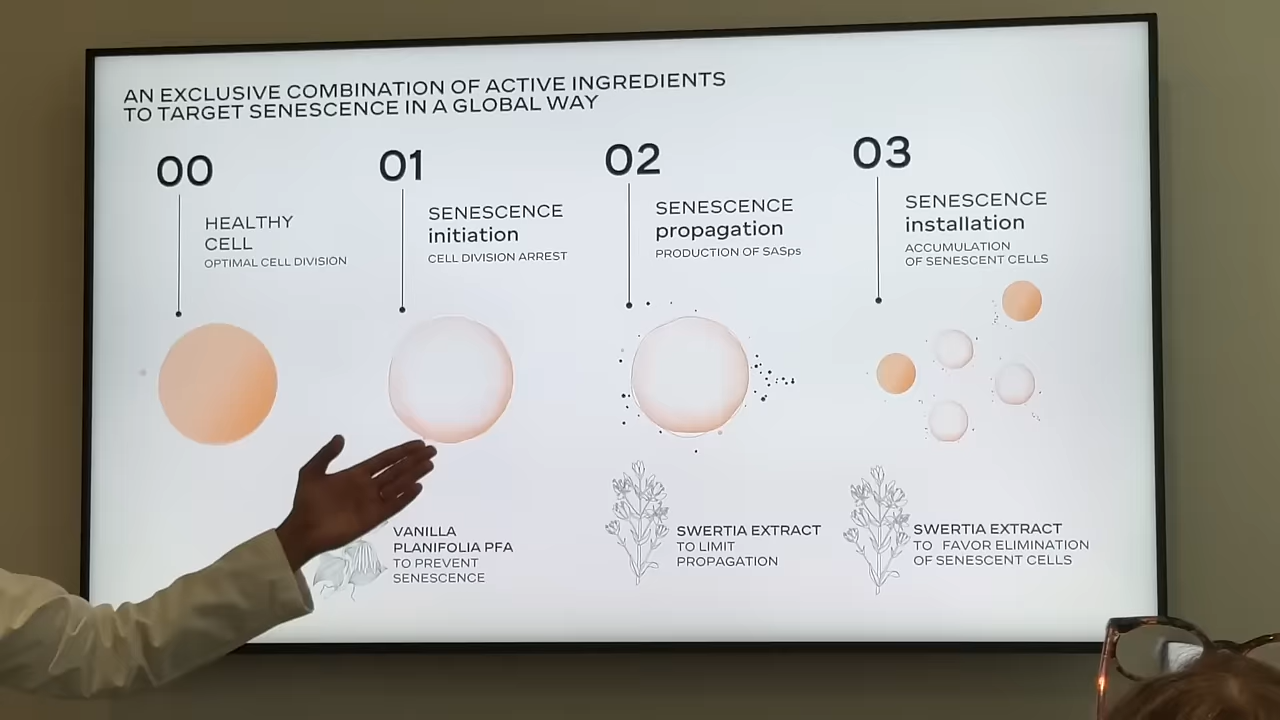 AN EXCLUSIVE COMBINATION OF ACTIVE INGREDIENTS
TO TARGET SENESCENCE IN A GLOBAL WAY
00
HEALTHY
CELL
OPTIMAL CELL DIVISION
01
SENESCENCE
initiation
CELL DIVISION ARREST
02
SENESCENCE
propagation
PRODUCTION OF SASps
03
SENESCENCE
installation
ACCUMULATION
OF SENESCENT CELLS
VANILLA
PLANIFOLIA PFA
TO PREVENT
SENESCENCE
SWERTIA EXTRACT
TO LIMIT
PROPAGATION
SWERTIA EXTRACT
TO FAVOR ELIMINATION
OF SENESCENT CELLS